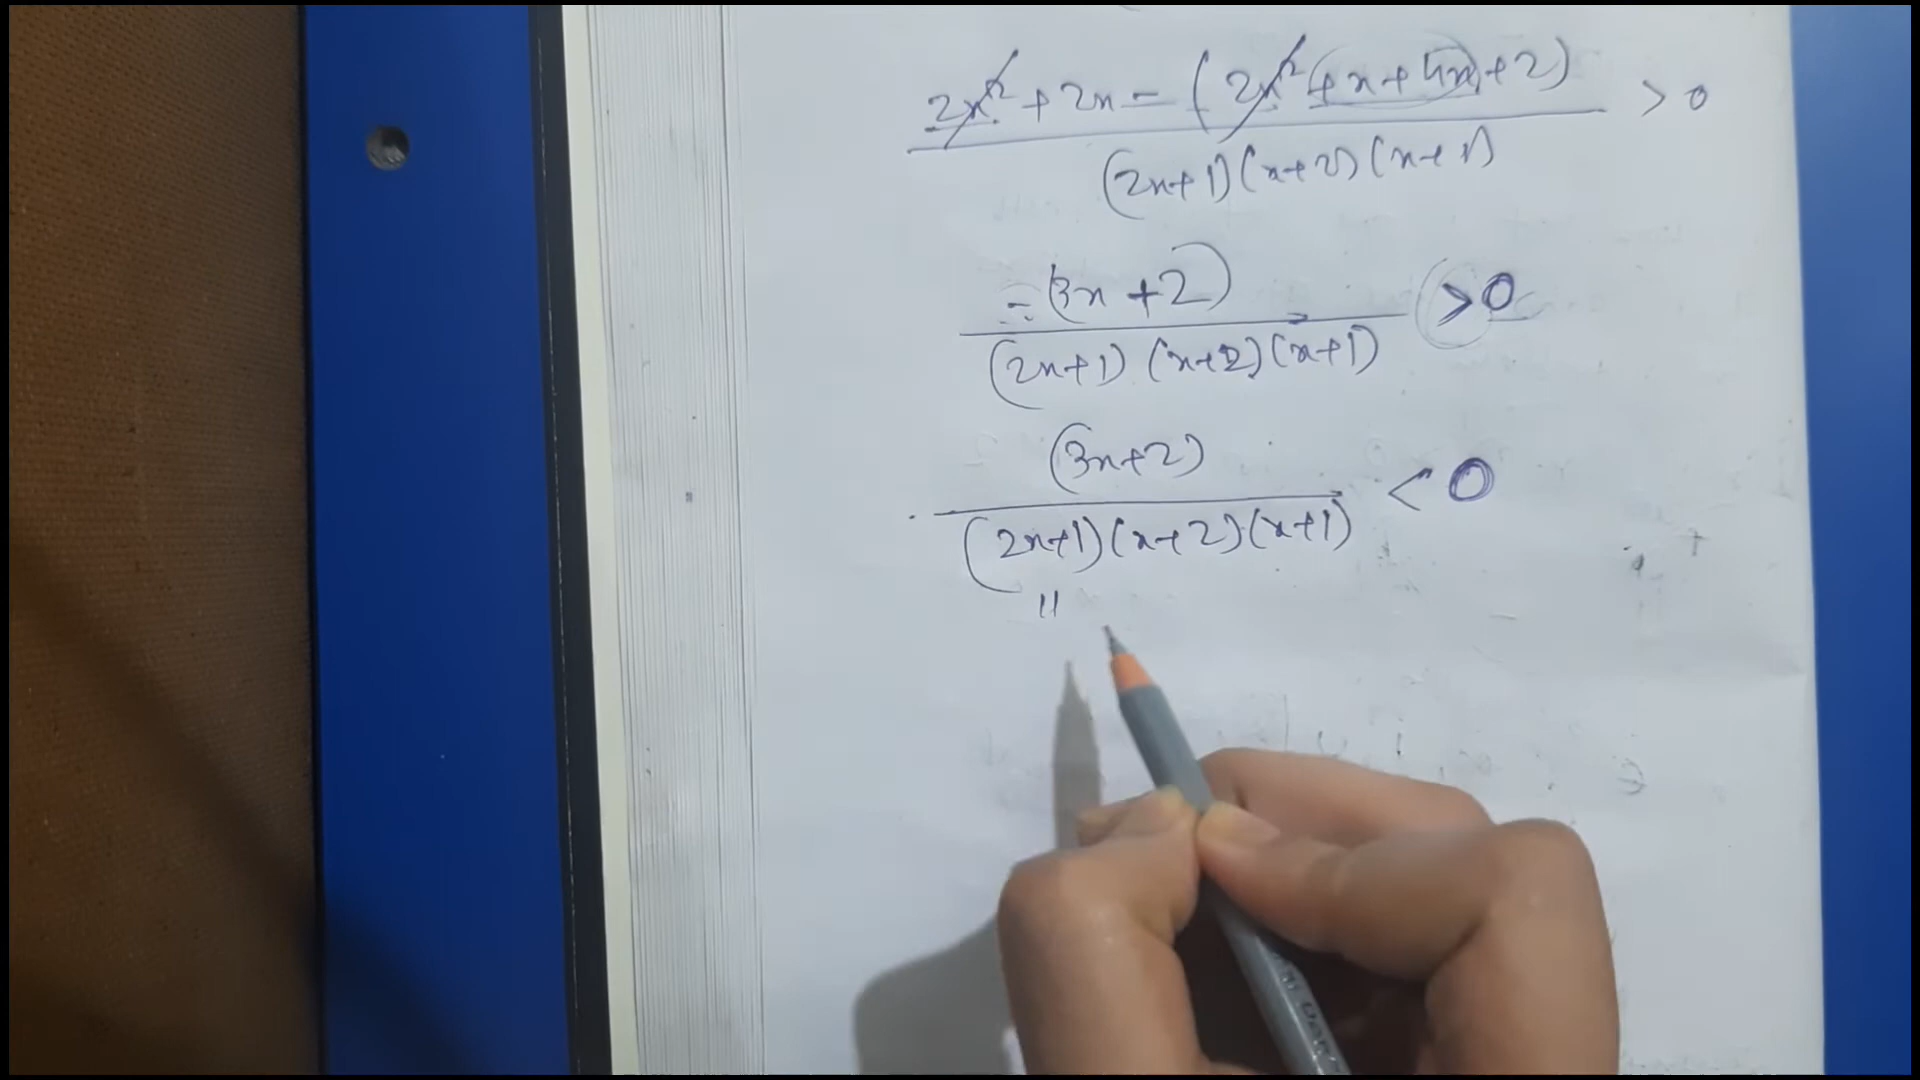 2x² + 2x - (2x² + x + 4x + 2) > 0
(2x+1)(x+2)(x+1)
-(3x+2) > 0
(2x+1)(x+2)(x+1)
(3x+2) < 0
(2x+1)(x+2)(x+1)